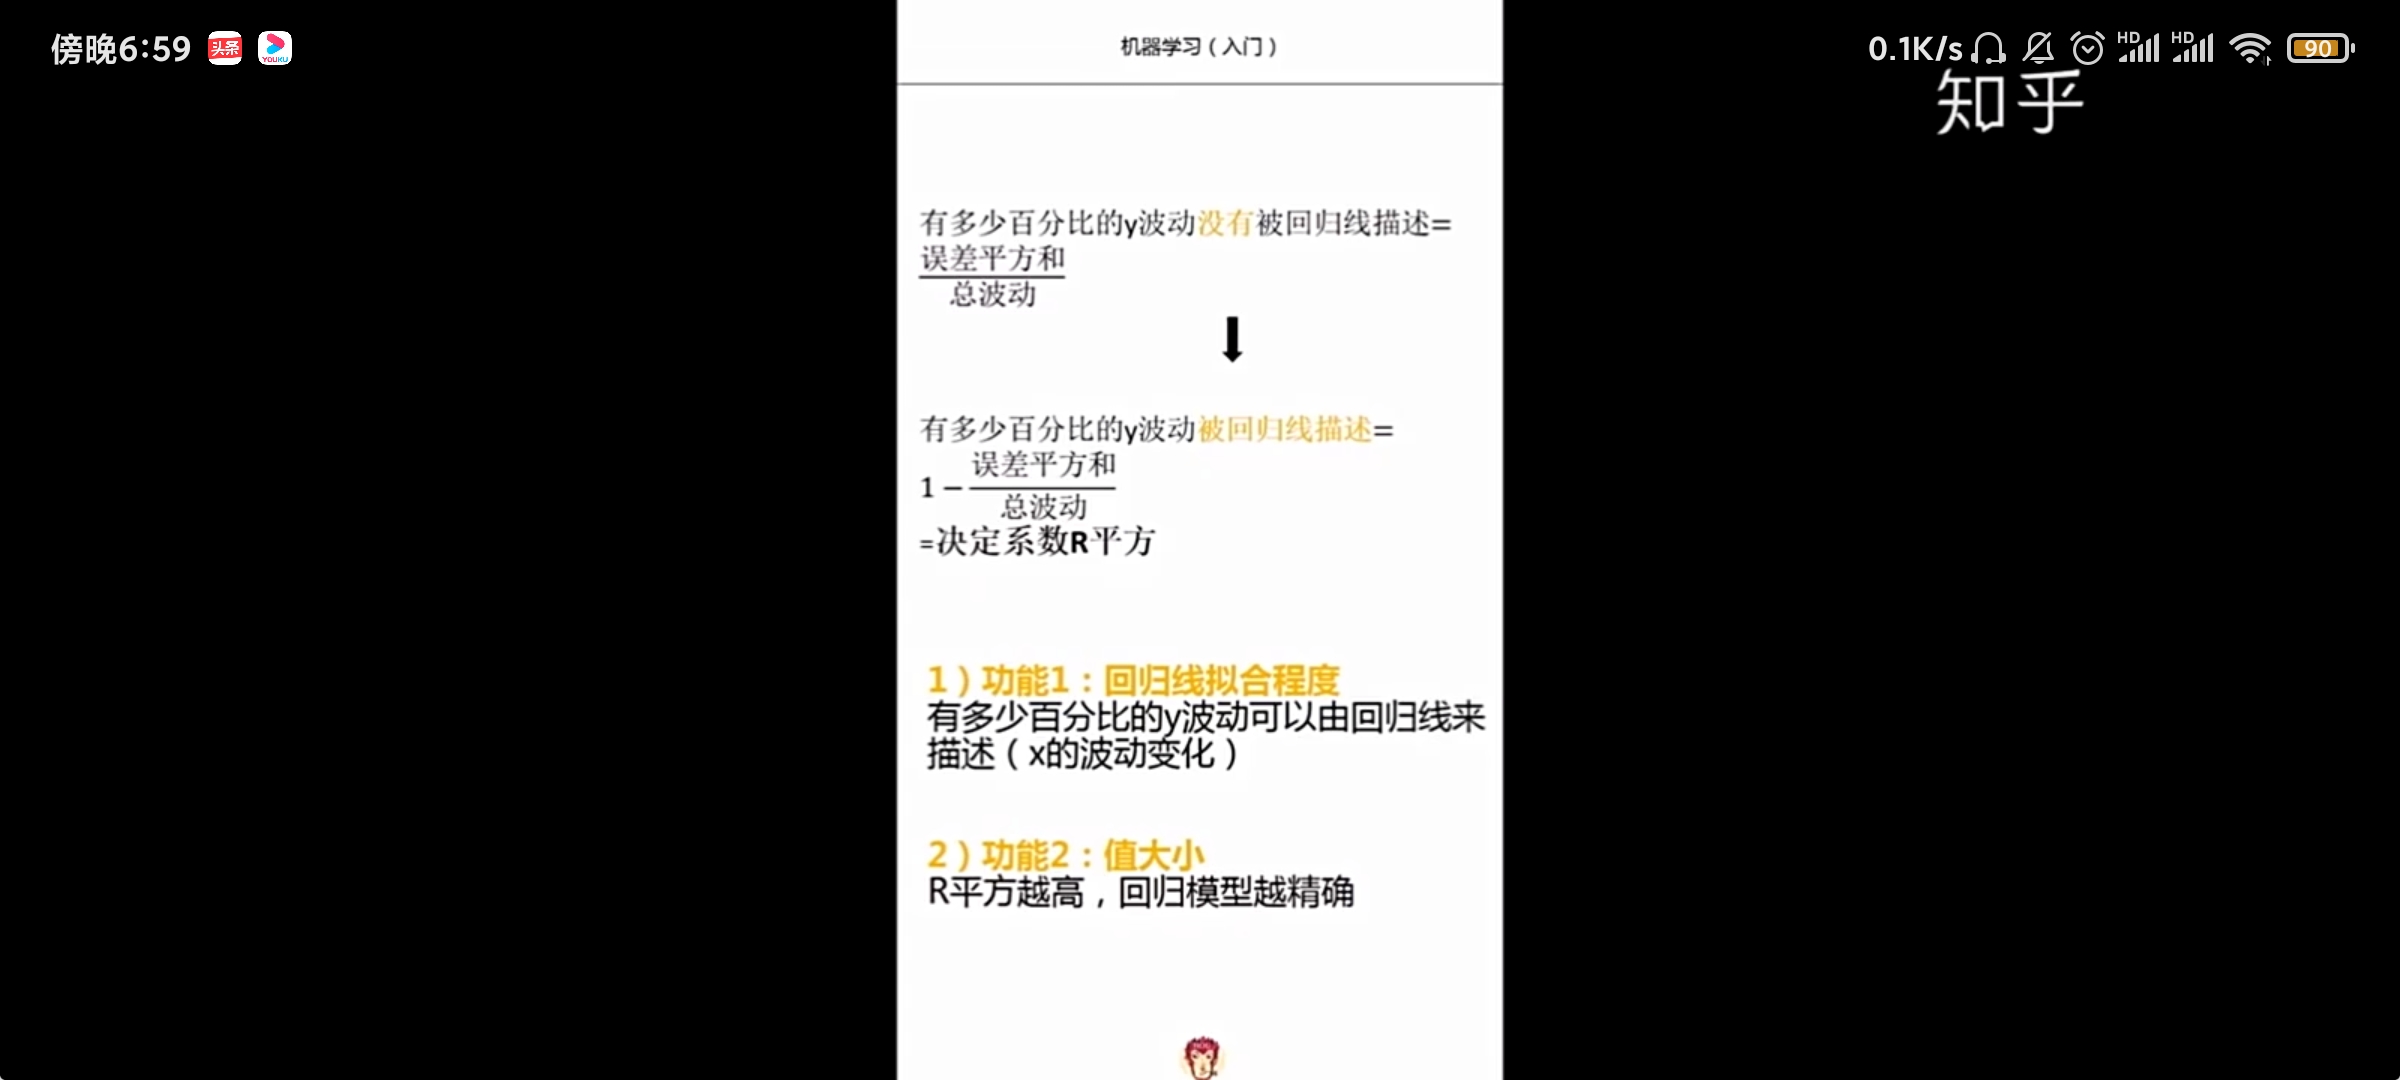 傍晚6:59 头条 YOUKU 0.1K/s HD HD 90
知乎
机器学习（入门）
有多少百分比的y波动没有被回归线描述=
误差平方和
总波动
有多少百分比的y波动被回归线描述=
误差平方和
1 −
总波动
=决定系数R平方
1）功能1：回归线拟合程度
有多少百分比的y波动可以由回归线来
描述（x的波动变化）
2）功能2：值大小
R平方越高，回归模型越精确